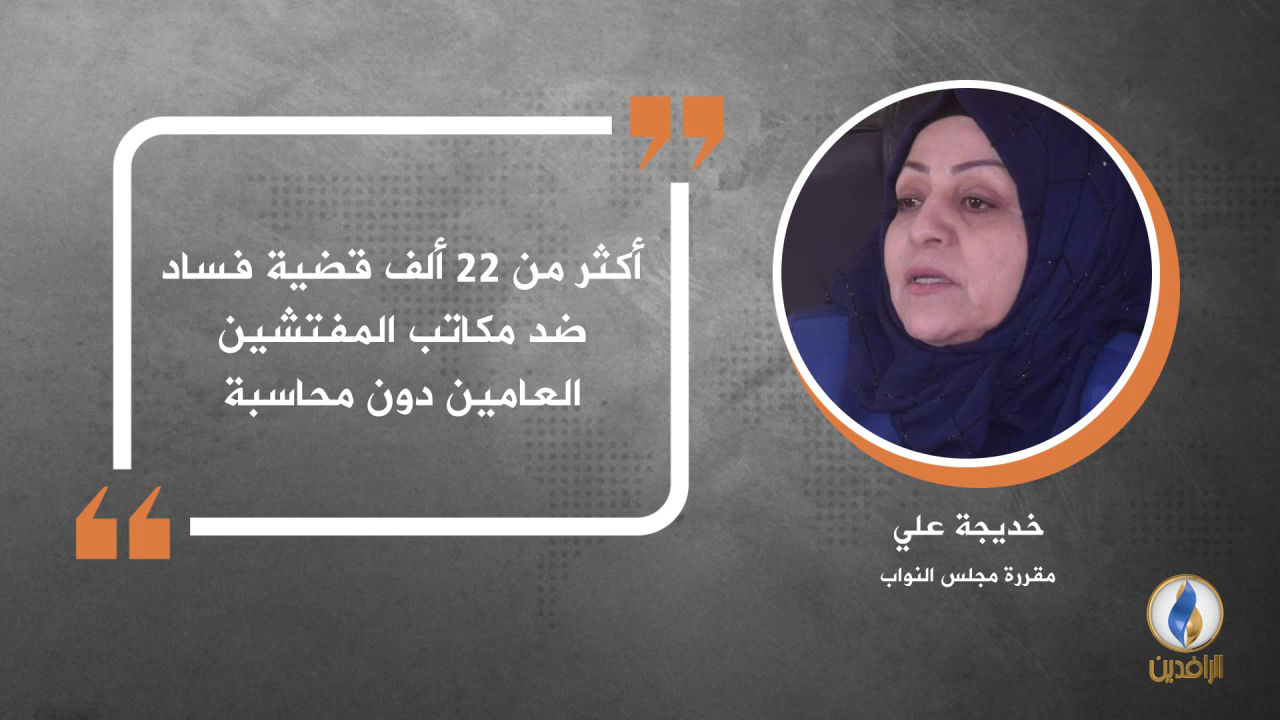 أكثر من 22 ألف قضية فساد
ضد مكاتب المفتشين
العامين دون محاسبة
خديجة علي
مقررة مجلس النواب
الرافدين